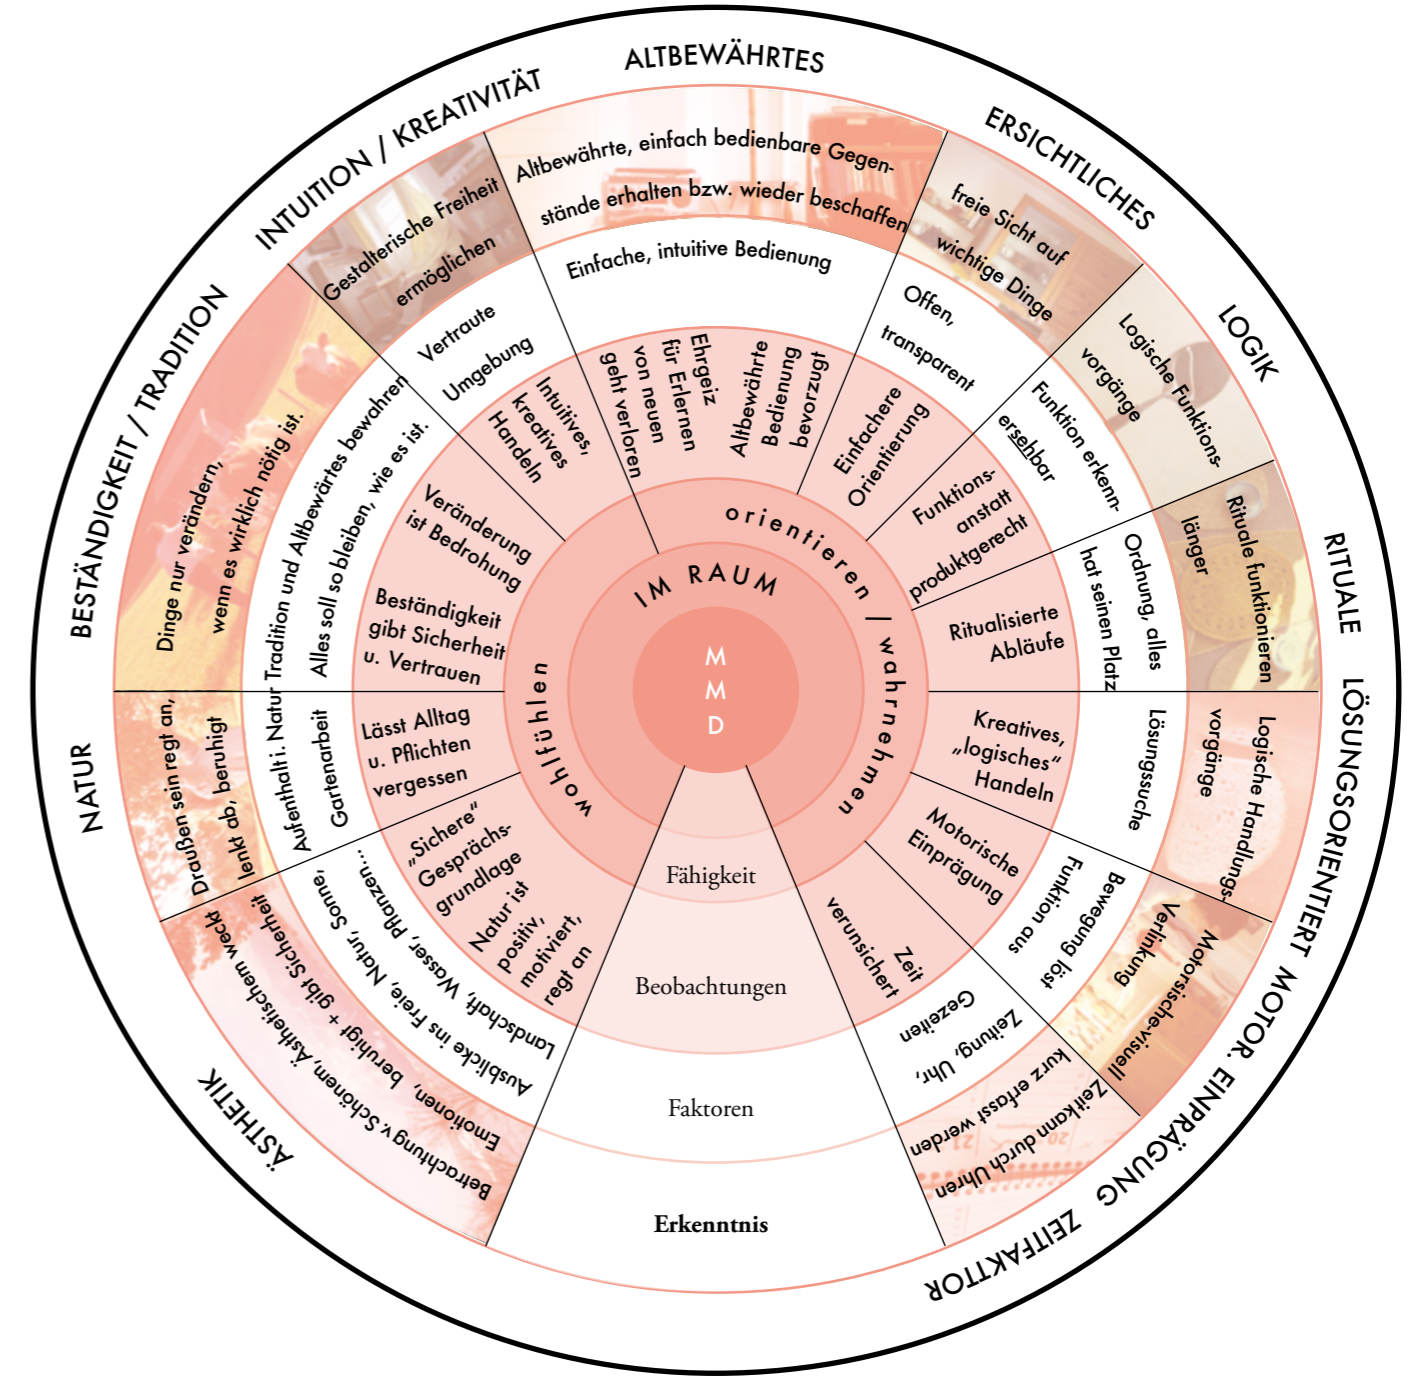 ALTBEWÄHRTES
ERSICHTLICHES
LOGIK
RITUALE
LÖSUNGSORIENTIERT
MOTOR. EINPRÄGUNG
ZEITFAKTTOR
ÄSTHETIK
NATUR
BESTÄNDIGKEIT / TRADITION
INTUITION / KREATIVITÄT
Altbewährte, einfach bedienbare Gegen-
stände erhalten bzw. wieder beschaffen
Einfache, intuitive Bedienung
Ehrgeiz
für Erlernen
von neuen
geht verloren
Altbewährte
Bedienung
bevorzugt
freie Sicht auf
wichtige Dinge
Offen,
transparent
Einfachere
Orientierung
Logische Funktions-
vorgänge
Funktion erkenn-
ersehbar
Funktions-
anstatt
produktgerecht
Rituale funktionieren
länger
Ordnung, alles
hat seinen Platz
Ritualisierte
Abläufe
Logische Handlungs-
vorgänge
Lösungssuche
Kreatives,
„logisches“
Handeln
Motorsische-visuell
Verlinkung
Bewegung löst
Funktion aus
Motorische
Einprägung
Zeitkann durch Uhren
kurz erfasst werden
Zeitung, Uhr,
Gezeiten
Zeit
verunsichert
Betrachtung v. Schönem, Ästhetischem weckt
Emotionen, beruhigt + gibt Sicherheit
Ausblicke ins Freie, Natur, Sonne,
Landschaft, Wasser, Pflanzen...
„Sichere“
Gesprächs-
grundlage
Natur ist
positiv,
motiviert,
regt an
Draußen sein regt an,
lenkt ab, beruhigt
Aufenthalt i. Natur
Gartenarbeit
Lässt Alltag
u. Pflichten
vergessen
Dinge nur verändern,
wenn es wirklich nötig ist.
Tradition und Altbewärtes bewahren
Alles soll so bleiben, wie es ist.
Veränderung
ist Bedrohung
Beständigkeit
gibt Sicherheit
u. Vertrauen
Gestalterische Freiheit
ermöglichen
Vertraute
Umgebung
Intuitives,
kreatives
Handeln
orientieren / wahrnehmen
wohlfühlen
IM RAUM
M
M
D
Fähigkeit
Beobachtungen
Faktoren
Erkenntnis